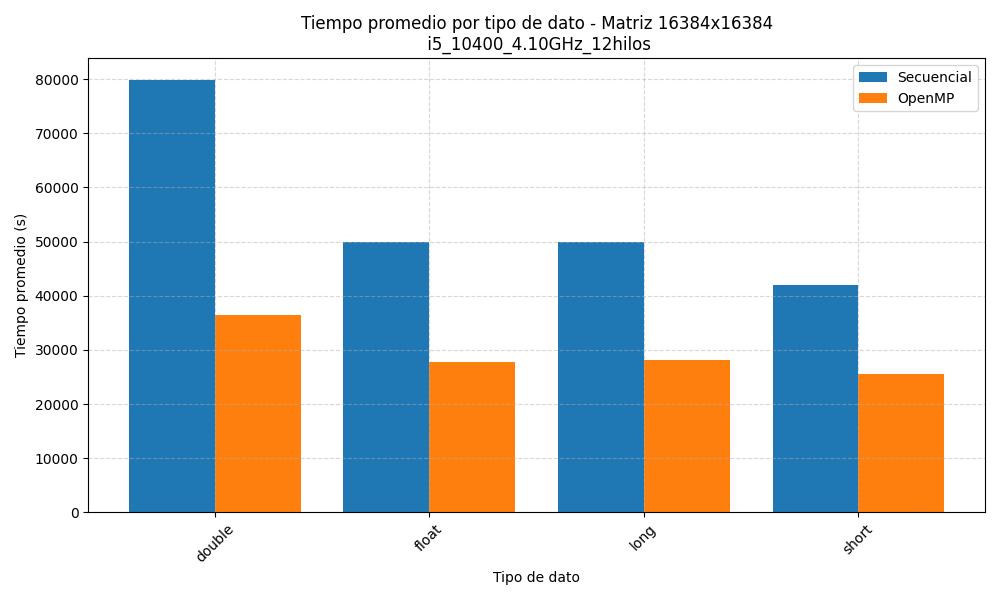 Tiempo promedio por tipo de dato - Matriz 16384x16384
i5_10400_4.10GHz_12hilos
Secuencial
OpenMP
Tiempo promedio (s)
80000
70000
60000
50000
40000
30000
20000
10000
0
double
float
long
short
Tipo de dato